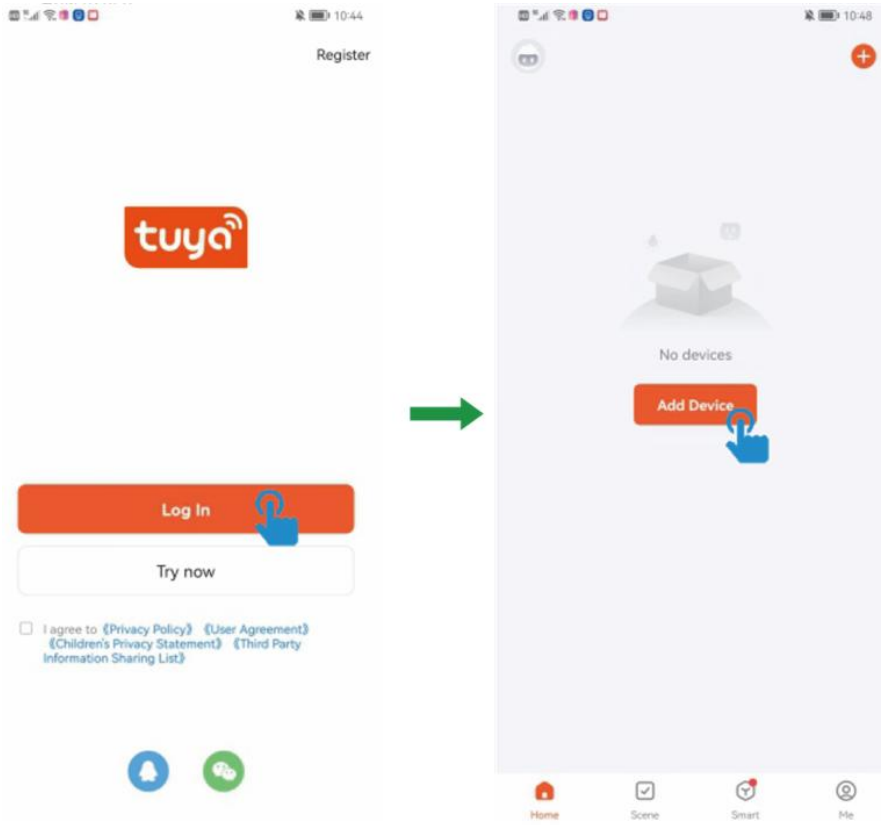 10:44
Register
tuya
Log In
Try now
I agree to 《Privacy Policy》 《User Agreement》
《Children's Privacy Statement》 《Third Party
Information Sharing List》
10:48
No devices
Add Device
Home
Scene
Smart
Me